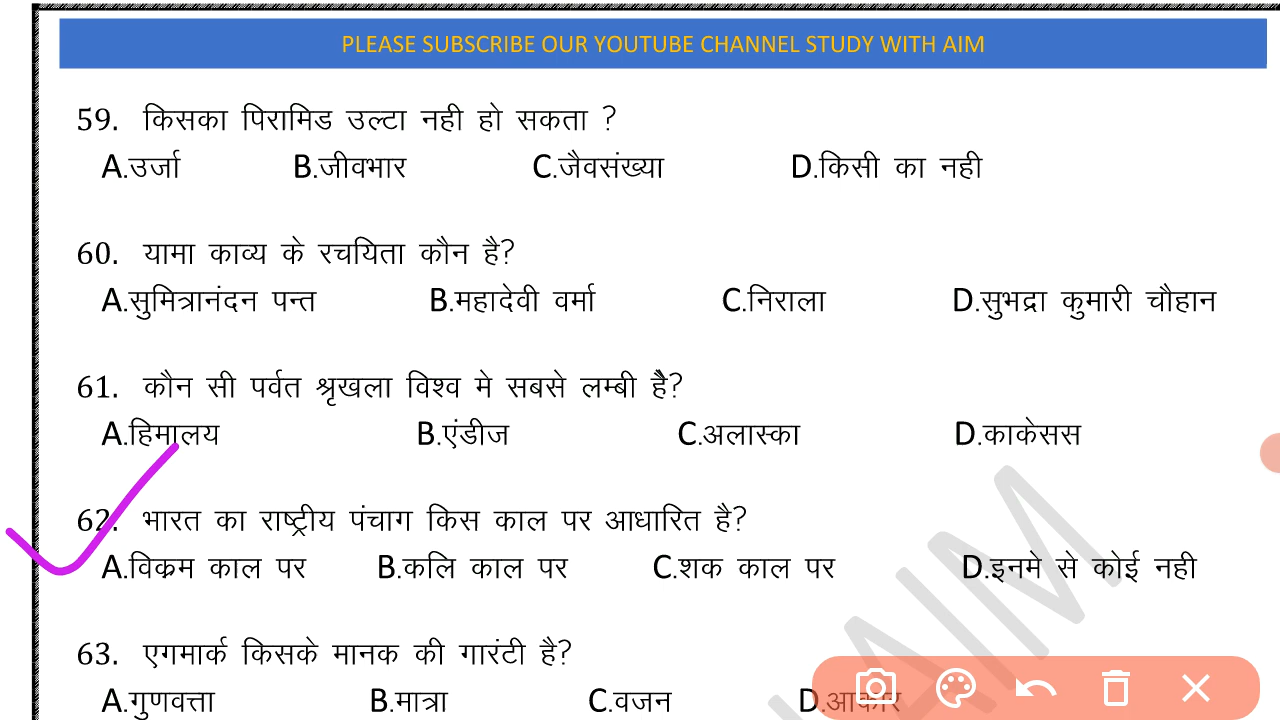 PLEASE SUBSCRIBE OUR YOUTUBE CHANNEL STUDY WITH AIM
59. किसका पिरामिड उल्टा नही हो सकता ?
A.उर्जा B.जीवभार C.जैवसंख्या D.किसी का नही
60. यामा काव्य के रचयिता कौन है?
A.सुमित्रानंदन पन्त B.महादेवी वर्मा C.निराला D.सुभद्रा कुमारी चौहान
61. कौन सी पर्वत श्रृखला विश्व मे सबसे लम्बी है?
A.हिमालय B.एंडीज C.अलास्का D.काकेसस
62. भारत का राष्ट्रीय पंचाग किस काल पर आधारित है?
A.विक्रम काल पर B.कलि काल पर C.शक काल पर D.इनमे से कोई नही
63. एगमार्क किसके मानक की गारंटी है?
A.गुणवत्ता B.मात्रा C.वजन D.आकार
AIM